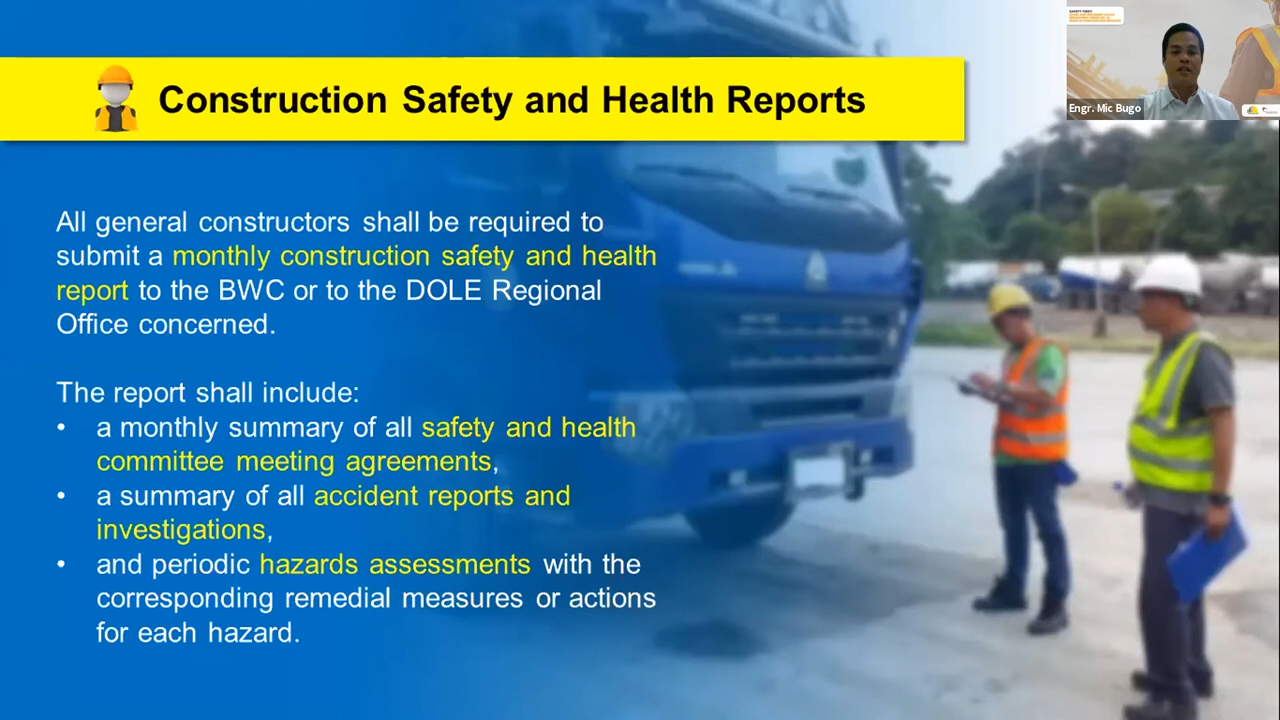 SAFETY FIRST:
Construction Safety and Health Reports
Engr. Mic Bugo
All general constructors shall be required to
submit a monthly construction safety and health
report to the BWC or to the DOLE Regional
Office concerned.
The report shall include:
• a monthly summary of all safety and health
committee meeting agreements,
• a summary of all accident reports and
investigations,
• and periodic hazards assessments with the
corresponding remedial measures or actions
for each hazard.